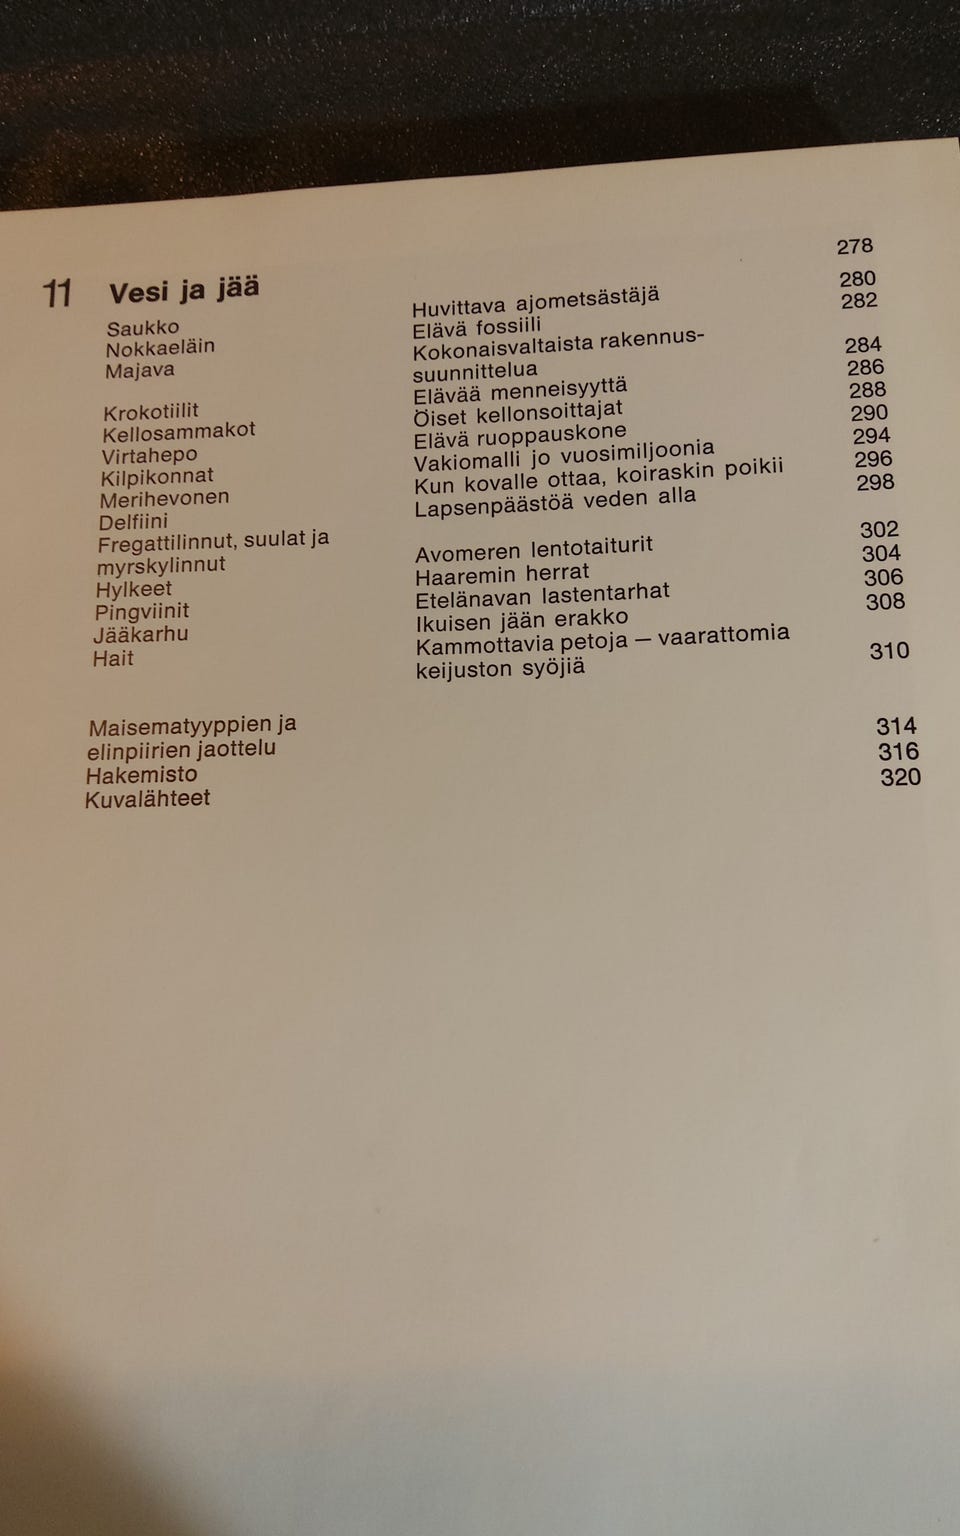 11 Vesi ja jää 278
Saukko Huvittava ajometsästäjä 280
Nokkaeläin Elävä fossiili 282
Majava Kokonaisvaltaista rakennus-
suunnittelua 284
Krokotiilit Elävää menneisyyttä 286
Kellosammakot Öiset kellonsoittajat 288
Virtahepo Elävä ruoppauskone 290
Kilpikonnat Vakiomalli jo vuosimiljoonia 294
Merihevonen Kun kovalle ottaa, koiraskin poikii 296
Delfiini Lapsenpäästöä veden alla 298
Fregattilinnut, suulat ja
myrskylinnut Avomeren lentotaiturit 302
Hylkeet Haaremin herrat 304
Pingviinit Etelänavan lastentarhat 306
Jääkarhu Ikuisen jään erakko 308
Hait Kammottavia petoja — vaarattomia
keijuston syöjiä 310
Maisematyyppien ja
elinpiirien jaottelu 314
Hakemisto 316
Kuvalähteet 320